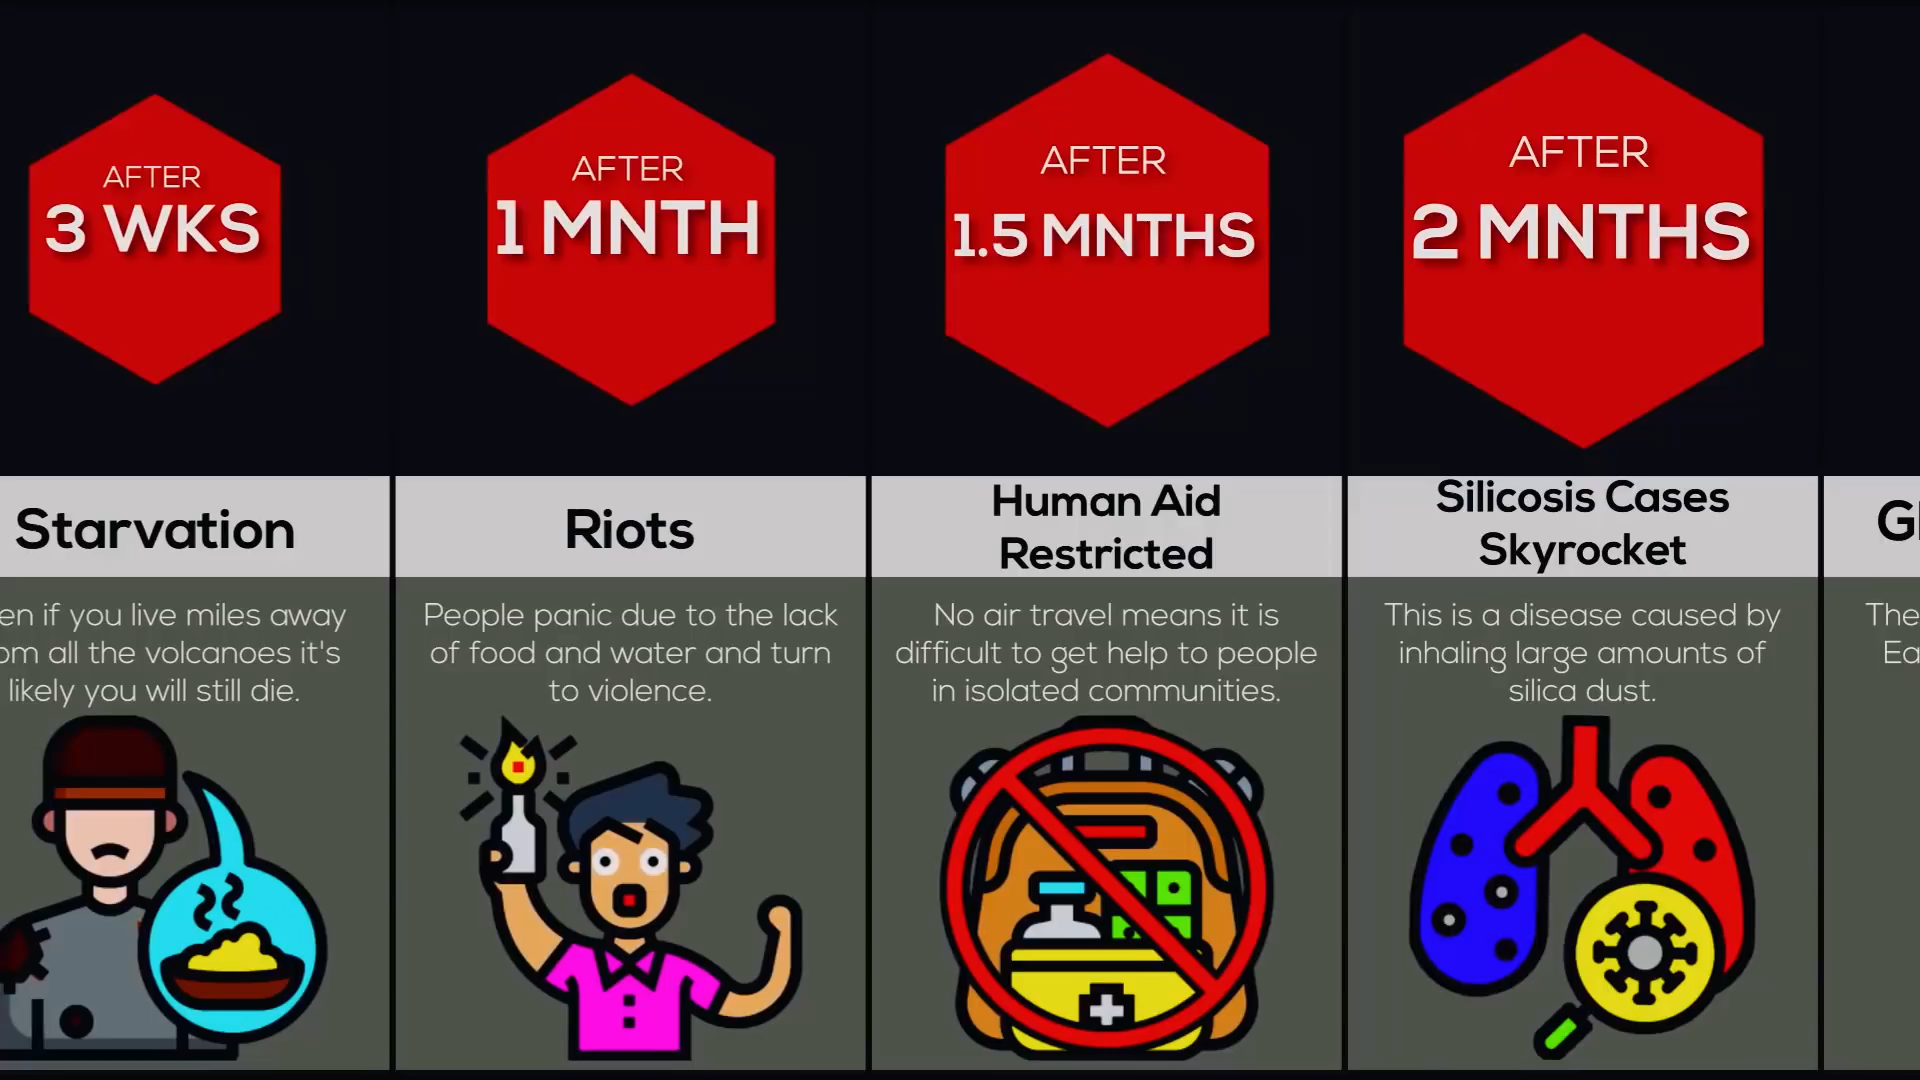 AFTER
3 WKS
Starvation
en if you live miles away
om all the volcanoes it's
likely you will still die.
AFTER
1 MNTH
Riots
People panic due to the lack
of food and water and turn
to violence.
AFTER
1.5 MNTHS
Human Aid
Restricted
No air travel means it is
difficult to get help to people
in isolated communities.
AFTER
2 MNTHS
Silicosis Cases
Skyrocket
This is a disease caused by
inhaling large amounts of
silica dust.
The
Ea